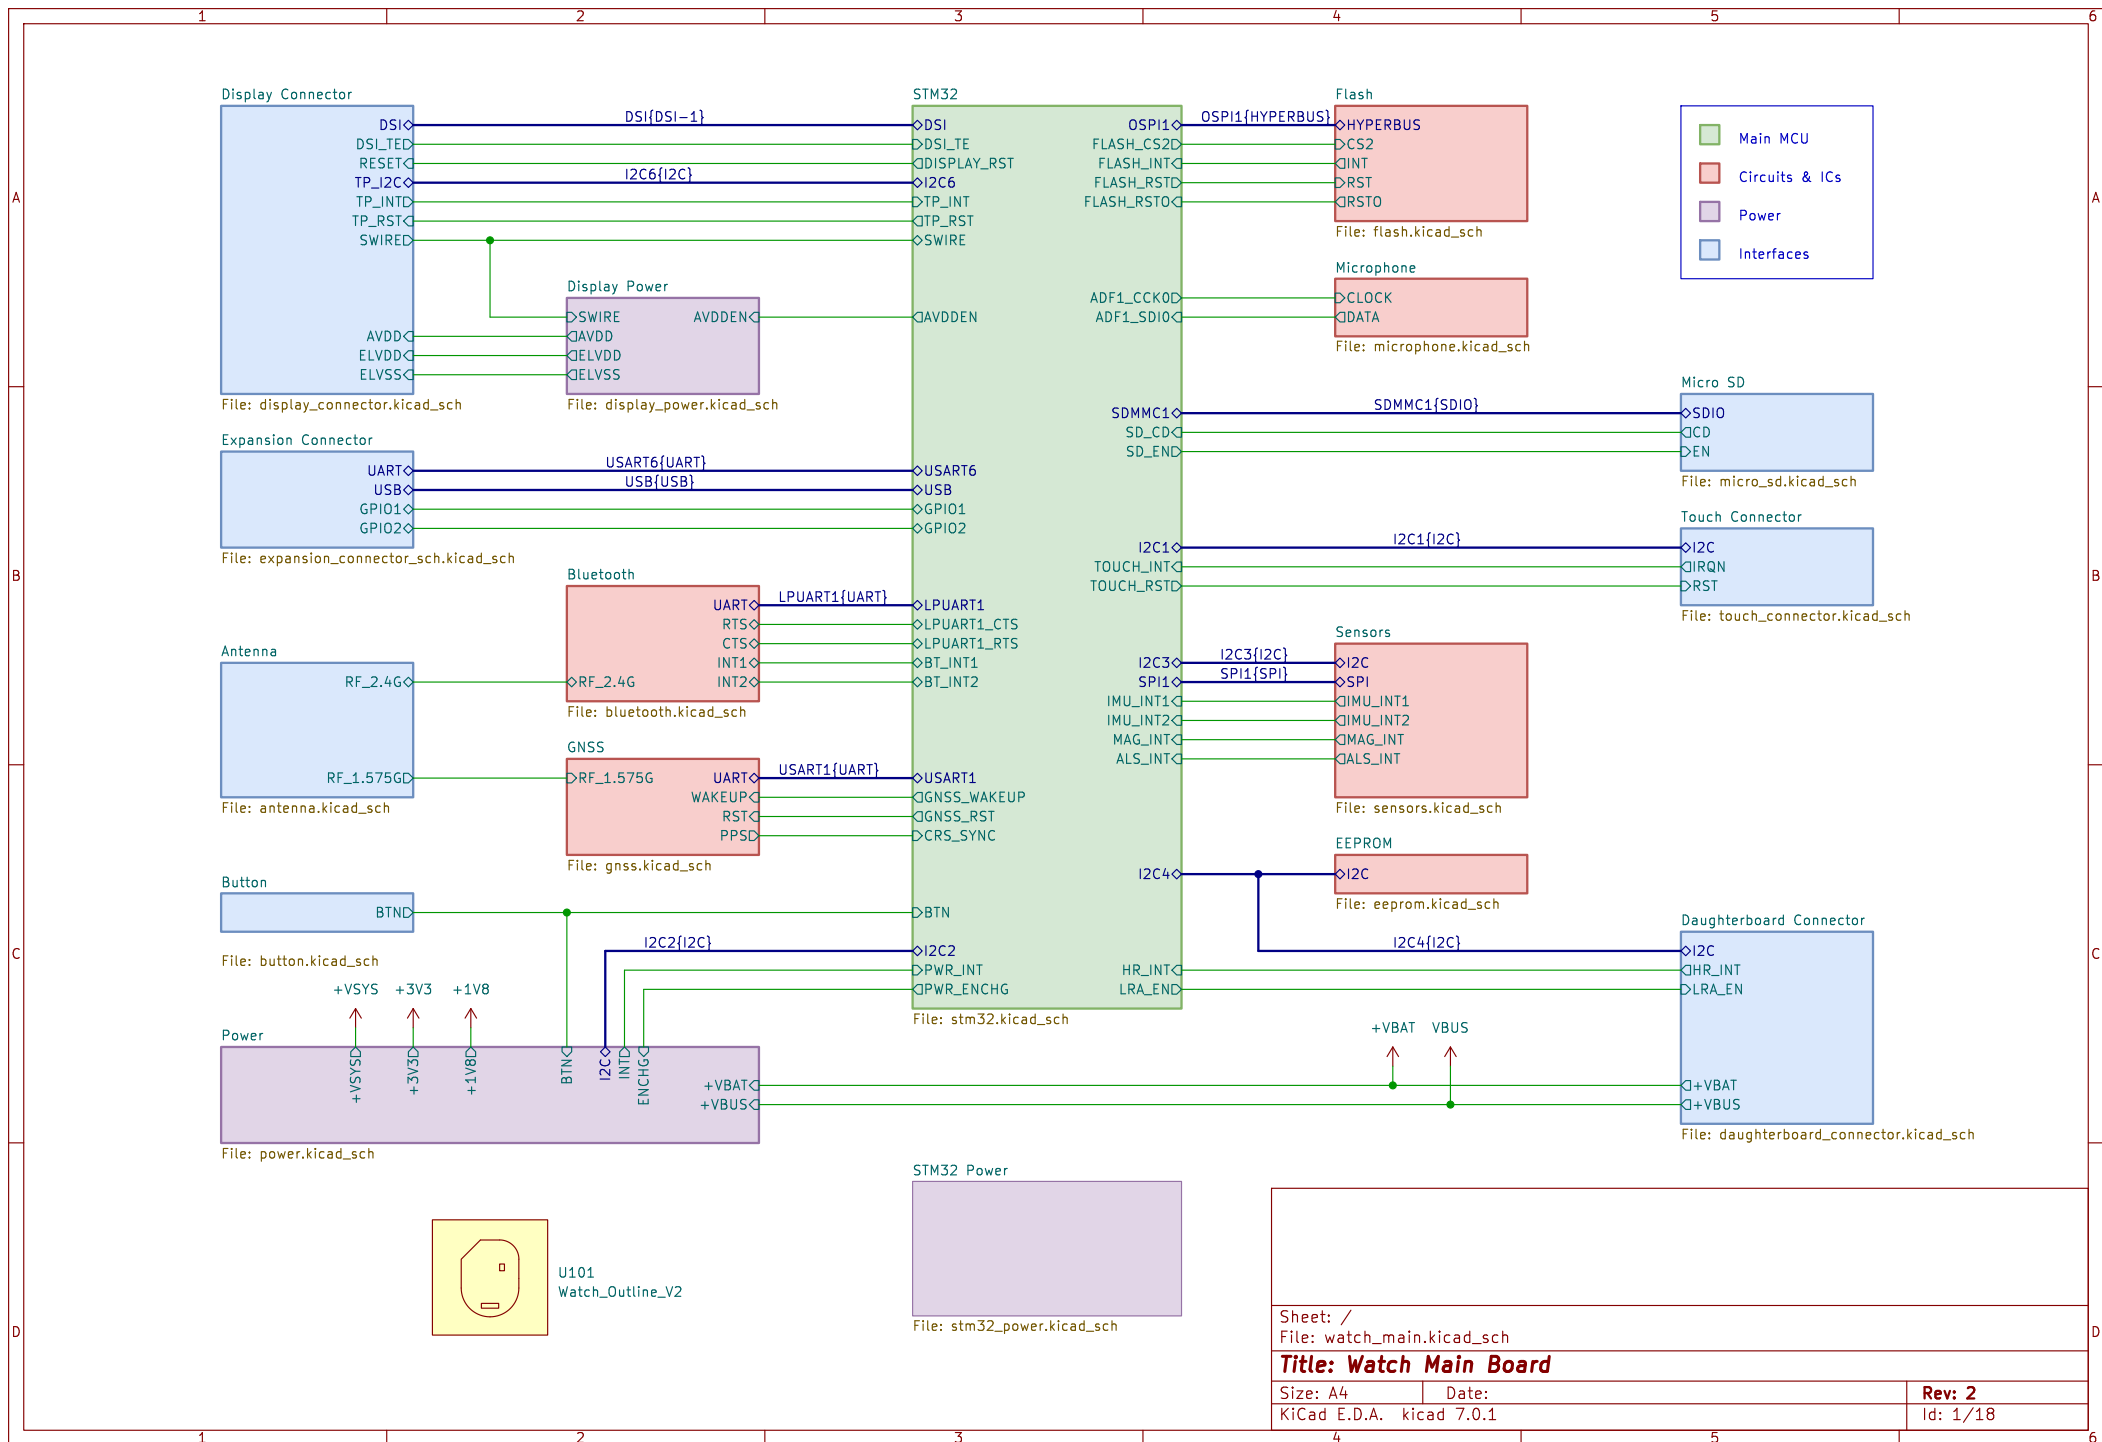 1 2 3 4 5 6
A
B
C
D
A
B
C
D
Display Connector
DSI
DSI_TE
RESET
TP_I2C
TP_INT
TP_RST
SWIRE
AVDD
ELVDD
ELVSS
File: display_connector.kicad_sch
DSI{DSI-1}
I2C6{I2C}
Display Power
SWIRE
AVDD
ELVDD
ELVSS
AVDDEN
File: display_power.kicad_sch
Expansion Connector
UART
USB
GPIO1
GPIO2
File: expansion_connector_sch.kicad_sch
USART6{UART}
USB{USB}
Bluetooth
UART
RTS
CTS
INT1
RF_2.4G
INT2
File: bluetooth.kicad_sch
LPUART1{UART}
Antenna
RF_2.4G
RF_1.575G
File: antenna.kicad_sch
GNSS
RF_1.575G
UART
WAKEUP
RST
PPS
File: gnss.kicad_sch
USART1{UART}
Button
BTN
File: button.kicad_sch
I2C2{I2C}
+VSYS +3V3 +1V8
Power
+VSYS
+3V3
+1V8
BTN
I2C
INT
ENCHG
+VBAT
+VBUS
File: power.kicad_sch
STM32
DSI
DSI_TE
DISPLAY_RST
I2C6
TP_INT
TP_RST
SWIRE
AVDDEN
USART6
USB
GPIO1
GPIO2
LPUART1
LPUART1_CTS
LPUART1_RTS
BT_INT1
BT_INT2
USART1
GNSS_WAKEUP
GNSS_RST
CRS_SYNC
BTN
I2C2
PWR_INT
PWR_ENCHG
OSPI1
FLASH_CS2
FLASH_INT
FLASH_RST
FLASH_RSTO
ADF1_CCK0
ADF1_SDI0
SDMMC1
SD_CD
SD_EN
I2C1
TOUCH_INT
TOUCH_RST
I2C3
SPI1
IMU_INT1
IMU_INT2
MAG_INT
ALS_INT
I2C4
HR_INT
LRA_EN
File: stm32.kicad_sch
OSPI1{HYPERBUS}
Flash
HYPERBUS
CS2
INT
RST
RSTO
File: flash.kicad_sch
Microphone
CLOCK
DATA
File: microphone.kicad_sch
Main MCU
Circuits & ICs
Power
Interfaces
SDMMC1{SDIO}
Micro SD
SDIO
CD
EN
File: micro_sd.kicad_sch
I2C1{I2C}
Touch Connector
I2C
IRQN
RST
File: touch_connector.kicad_sch
I2C3{I2C}
SPI1{SPI}
Sensors
I2C
SPI
IMU_INT1
IMU_INT2
MAG_INT
ALS_INT
File: sensors.kicad_sch
EEPROM
I2C
File: eeprom.kicad_sch
I2C4{I2C}
Daughterboard Connector
I2C
HR_INT
LRA_EN
+VBAT
+VBUS
File: daughterboard_connector.kicad_sch
+VBAT VBUS
STM32 Power
File: stm32_power.kicad_sch
U101
Watch_Outline_V2
Sheet: /
File: watch_main.kicad_sch
Title: Watch Main Board
Size: A4 Date: Rev: 2
KiCad E.D.A. kicad 7.0.1 Id: 1/18
1 2 3 4 5 6